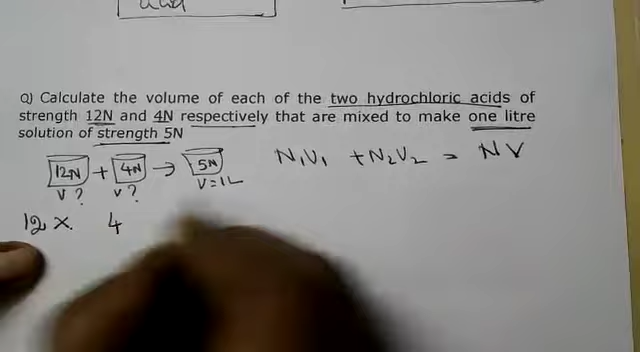 acid
Q) Calculate the volume of each of the two hydrochloric acids of
strength 12N and 4N respectively that are mixed to make one litre
solution of strength 5N
12N + 4N → 5N N₁V₁ + N₂V₂ = NV
V? V? V=1L
12 x 4